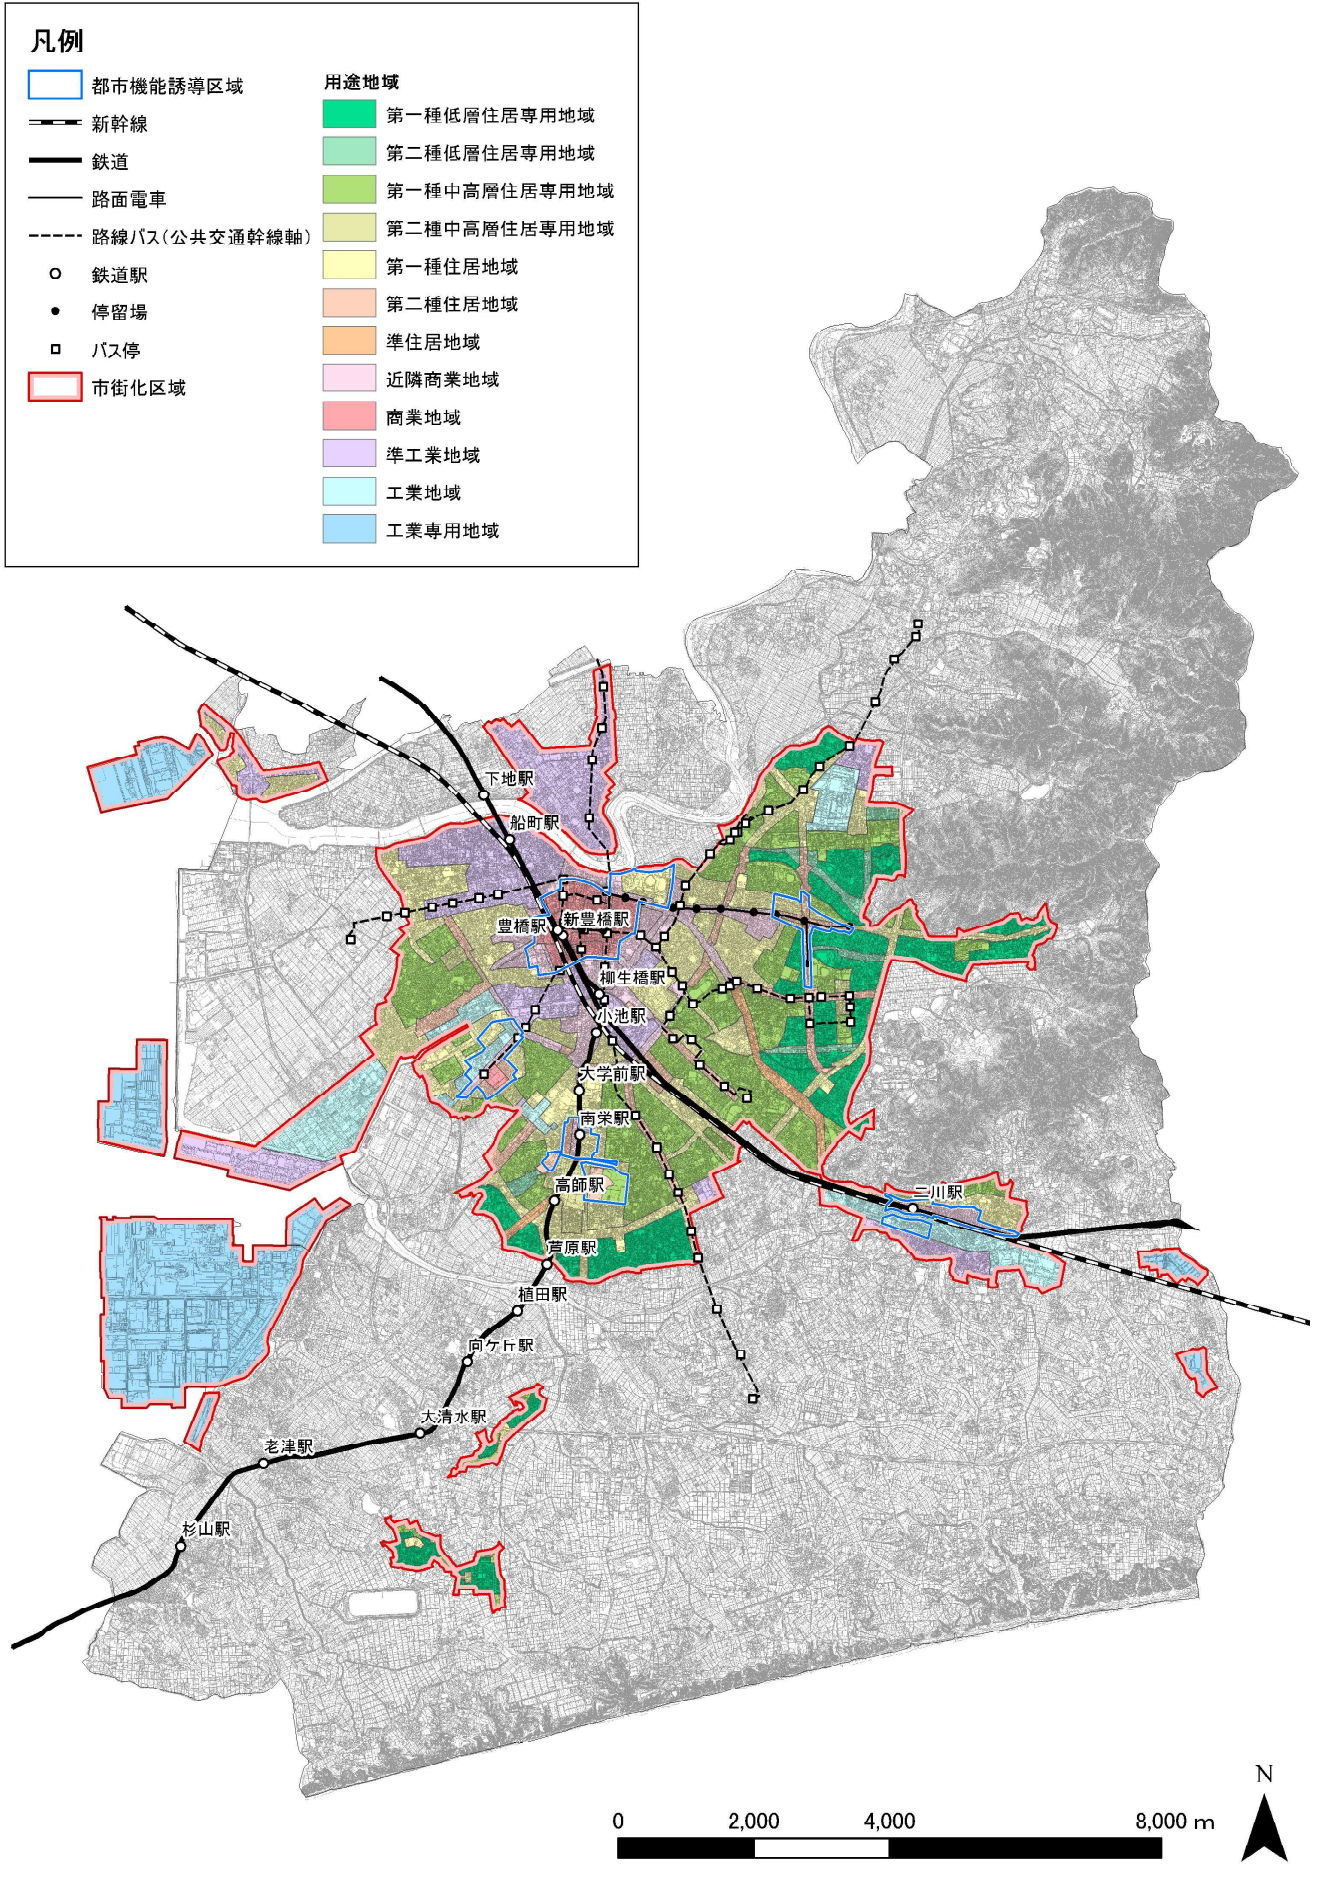 凡例
都市機能誘導区域
新幹線
鉄道
路面電車
路線バス(公共交通幹線軸)
鉄道駅
停留場
バス停
市街化区域
用途地域
第一種低層住居専用地域
第二種低層住居専用地域
第一種中高層住居専用地域
第二種中高層住居専用地域
第一種住居地域
第二種住居地域
準住居地域
近隣商業地域
商業地域
準工業地域
工業地域
工業専用地域
下地駅
船町駅
豊橋駅
新豊橋駅
柳生橋駅
小池駅
大学前駅
南栄駅
高師駅
芦原駅
植田駅
向ケ丘駅
大清水駅
老津駅
杉山駅
二川駅
N
0 2,000 4,000 8,000 m